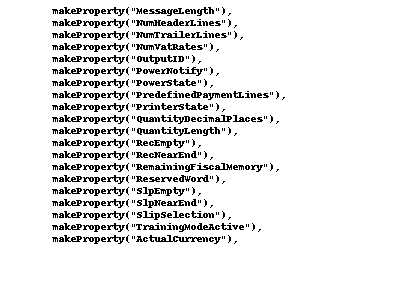 makeProperty("MessageLength"),
makeProperty("NumHeaderLines"),
makeProperty("NumTrailerLines"),
makeProperty("NumVatRates"),
makeProperty("OutputID"),
makeProperty("PowerNotify"),
makeProperty("PowerState"),
makeProperty("PredefinedPaymentLines"),
makeProperty("PrinterState"),
makeProperty("QuantityDecimalPlaces"),
makeProperty("QuantityLength"),
makeProperty("RecEmpty"),
makeProperty("RecNearEnd"),
makeProperty("RemainingFiscalMemory"),
makeProperty("ReservedWord"),
makeProperty("SlpEmpty"),
makeProperty("SlpNearEnd"),
makeProperty("SlipSelection"),
makeProperty("TrainingModeActive"),
makeProperty("ActualCurrency"),